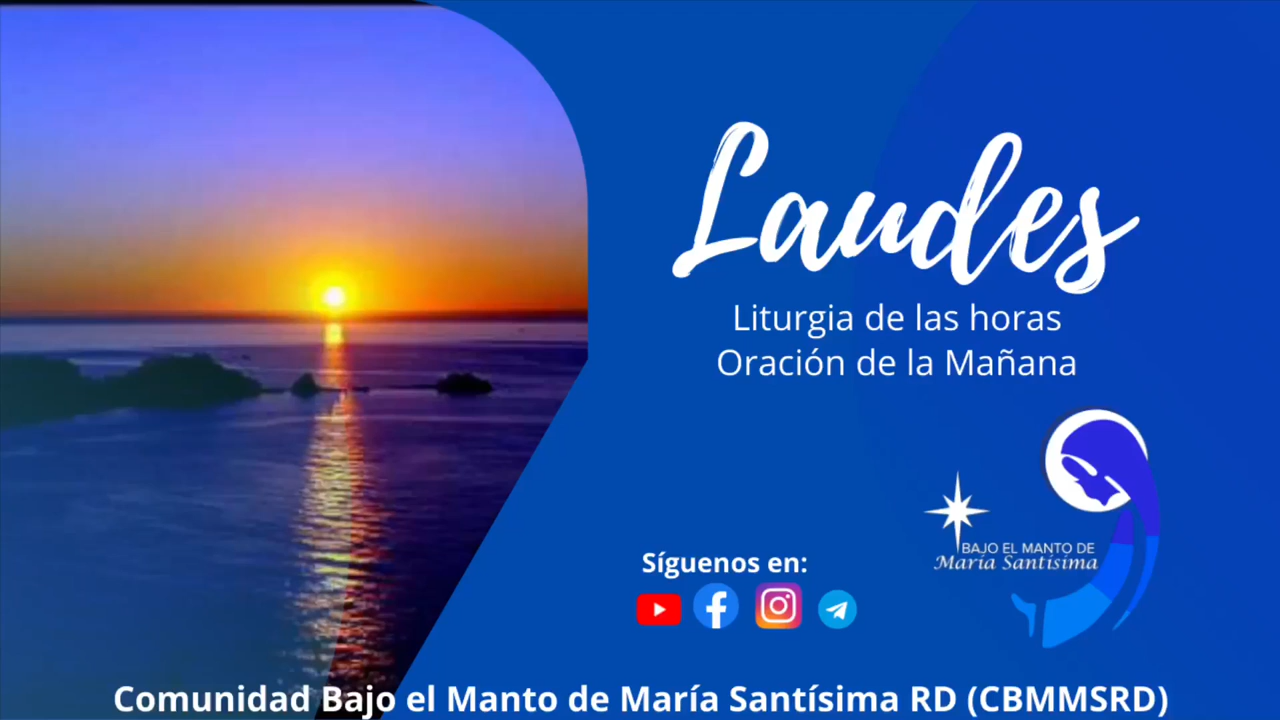 Laudes
Liturgia de las horas
Oración de la Mañana
BAJO EL MANTO DE
María Santísima
Síguenos en:
Comunidad Bajo el Manto de María Santísima RD (CBMMSRD)